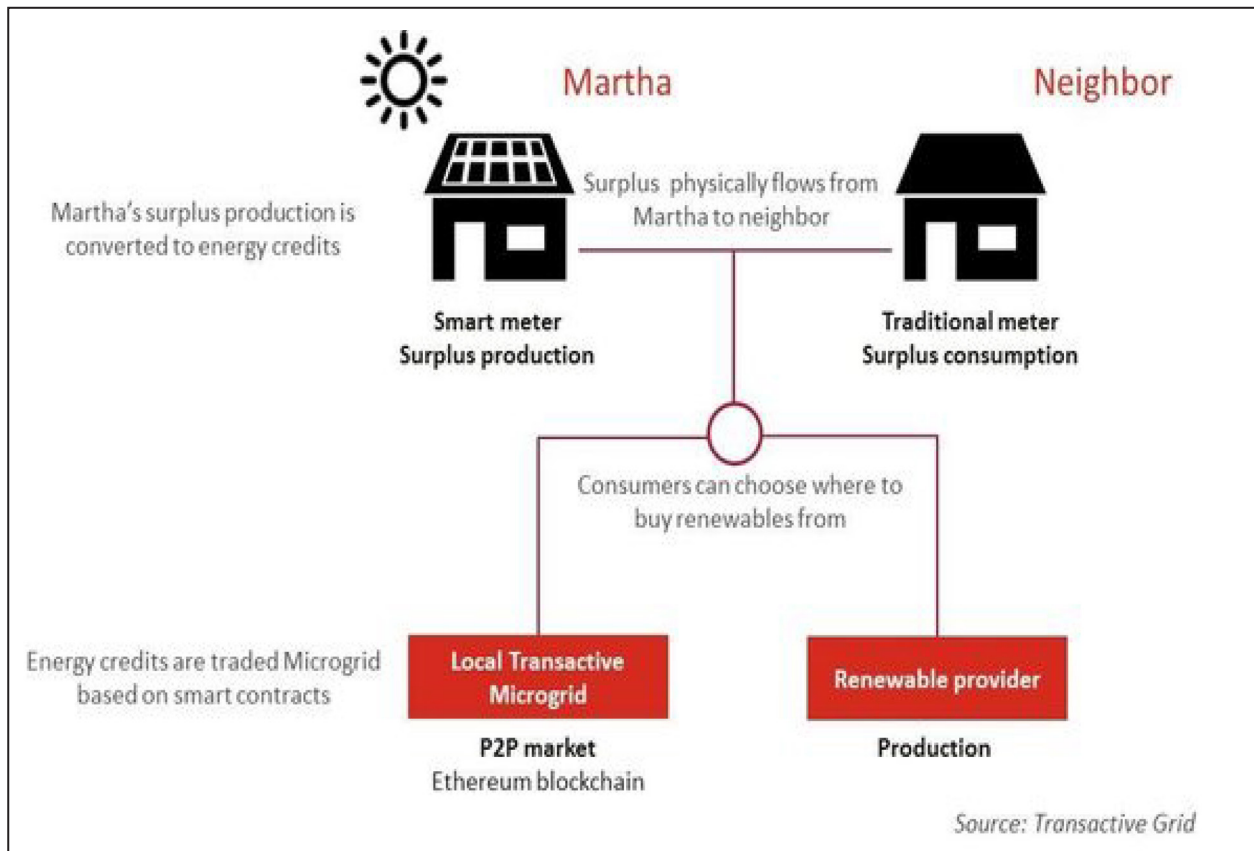 Martha
Neighbor
Surplus physically flows from
Martha to neighbor
Martha's surplus production is
converted to energy credits
Smart meter
Surplus production
Traditional meter
Surplus consumption
Consumers can choose where to
buy renewables from
Energy credits are traded Microgrid
based on smart contracts
Local Transactive
Microgrid
Renewable provider
P2P market
Ethereum blockchain
Production
Source: Transactive Grid